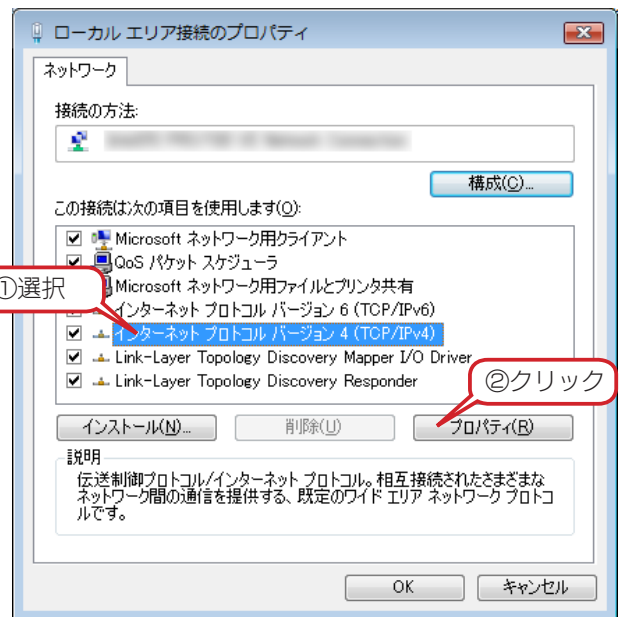 ローカル エリア接続のプロパティ
ネットワーク
接続の方法:
構成(C)...
この接続は次の項目を使用します(O):
Microsoft ネットワーク用クライアント
QoS パケット スケジューラ
Microsoft ネットワーク用ファイルとプリンタ共有
①選択
インターネット プロトコル バージョン 6 (TCP/IPv6)
インターネット プロトコル バージョン 4 (TCP/IPv4)
Link-Layer Topology Discovery Mapper I/O Driver
Link-Layer Topology Discovery Responder
②クリック
インストール(N)... 削除(U) プロパティ(R)
説明
伝送制御プロトコル/インターネット プロトコル。相互接続されたさまざまな
ネットワーク間の通信を提供する、既定のワイド エリア ネットワーク プロトコ
ルです。
OK キャンセル